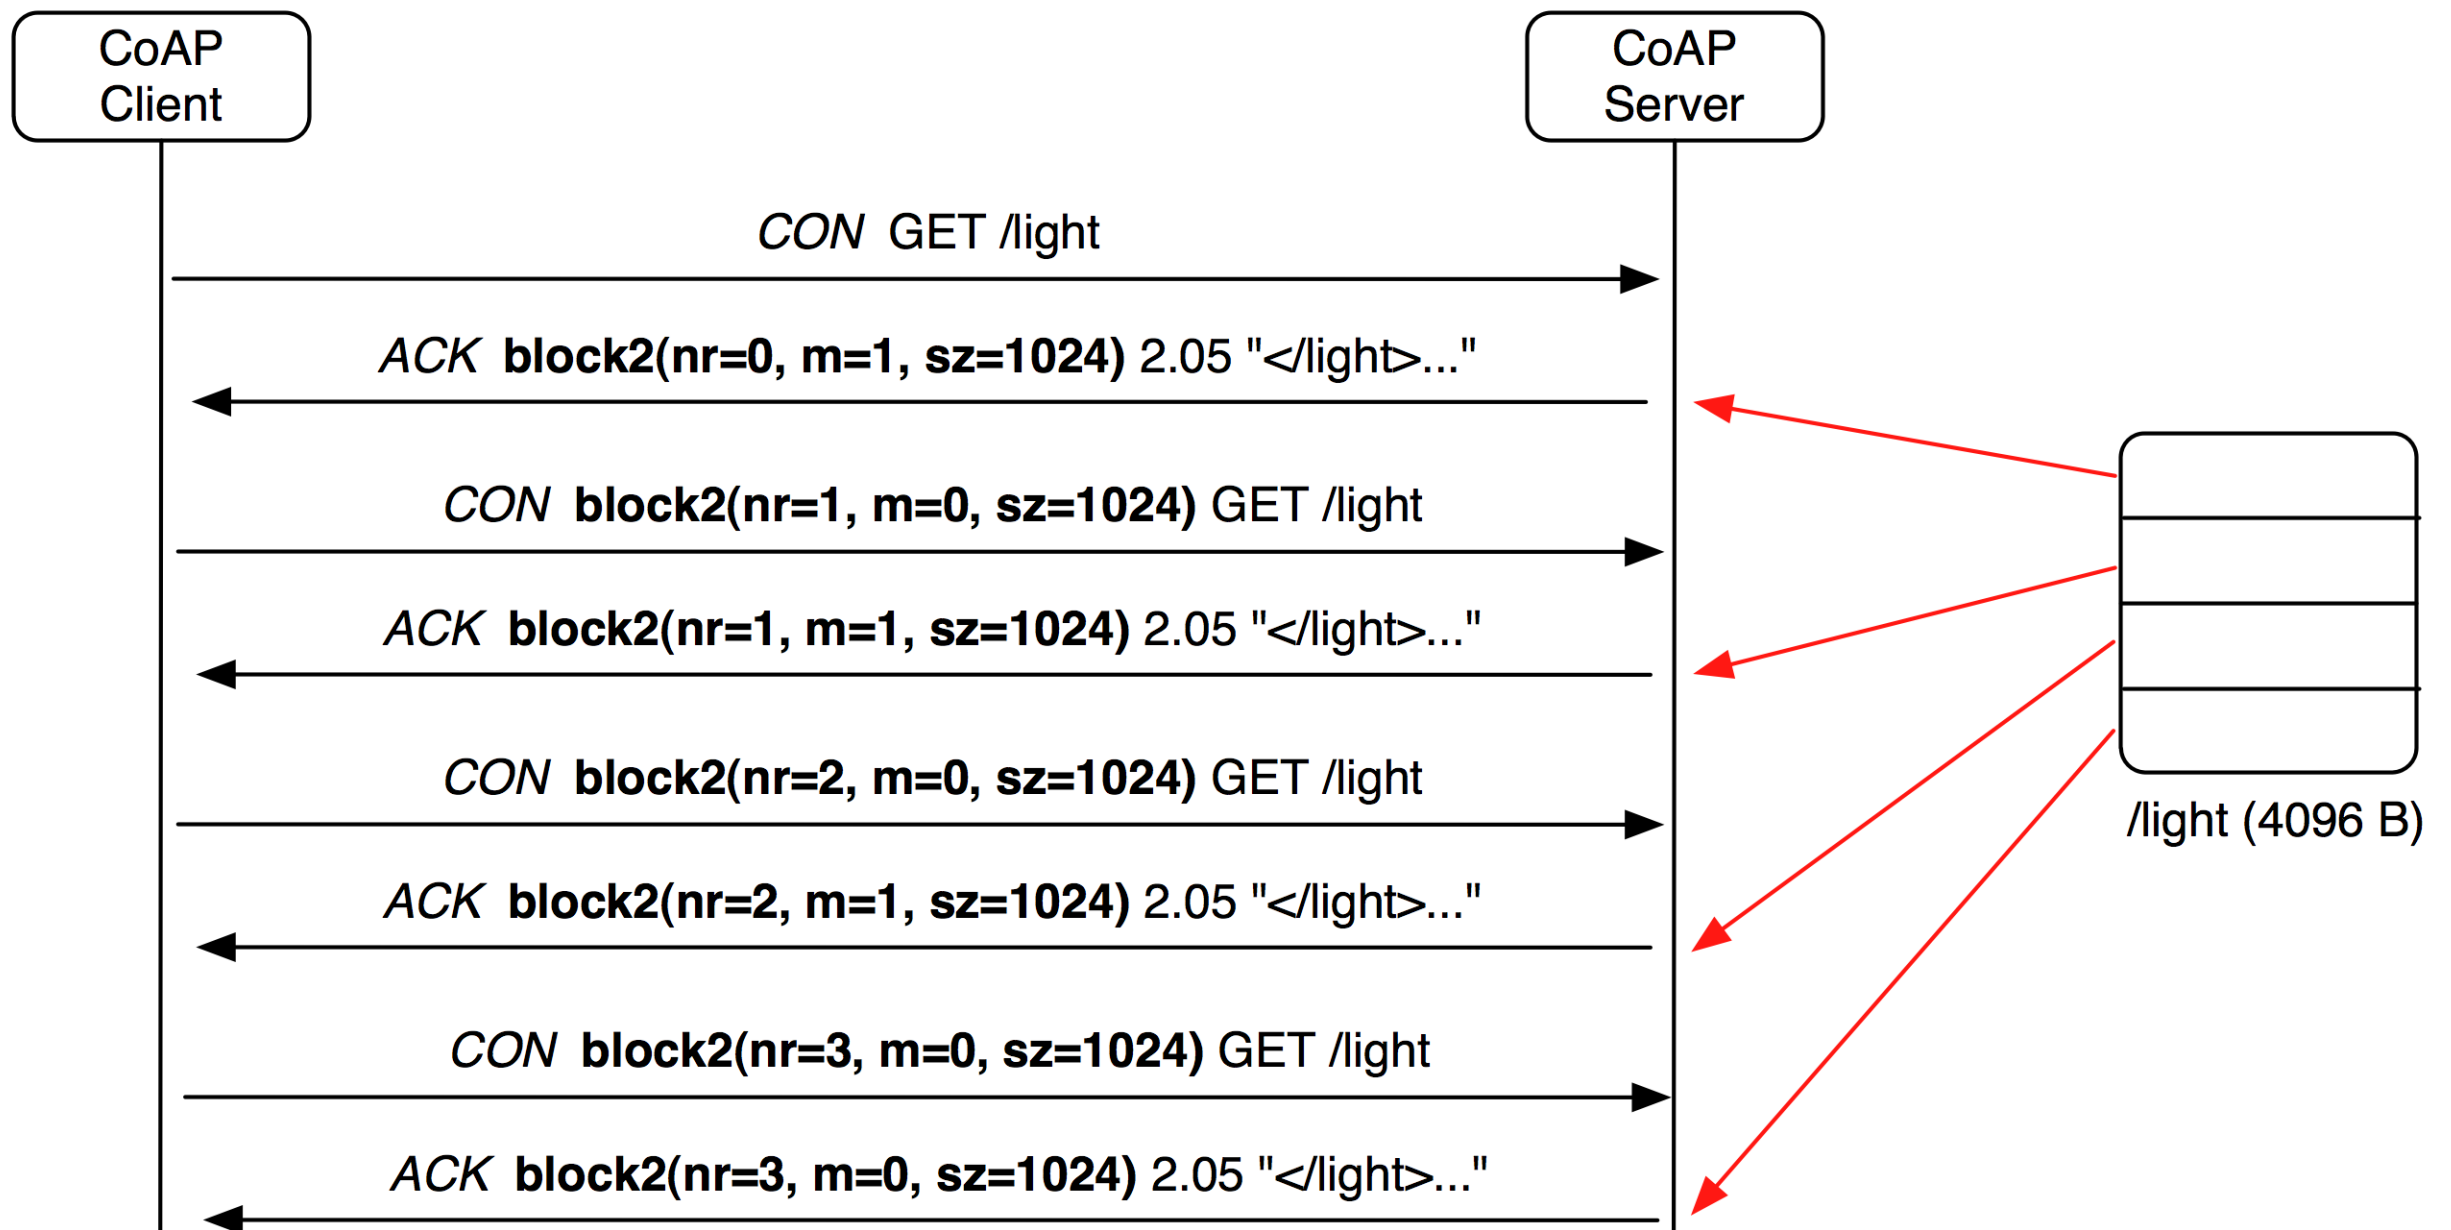 CoAP
Client
CoAP
Server
CON GET /light
ACK block2(nr=0, m=1, sz=1024) 2.05 "</light>..."
CON block2(nr=1, m=0, sz=1024) GET /light
ACK block2(nr=1, m=1, sz=1024) 2.05 "</light>..."
CON block2(nr=2, m=0, sz=1024) GET /light
/light (4096 B)
ACK block2(nr=2, m=1, sz=1024) 2.05 "</light>..."
CON block2(nr=3, m=0, sz=1024) GET /light
ACK block2(nr=3, m=0, sz=1024) 2.05 "</light>..."